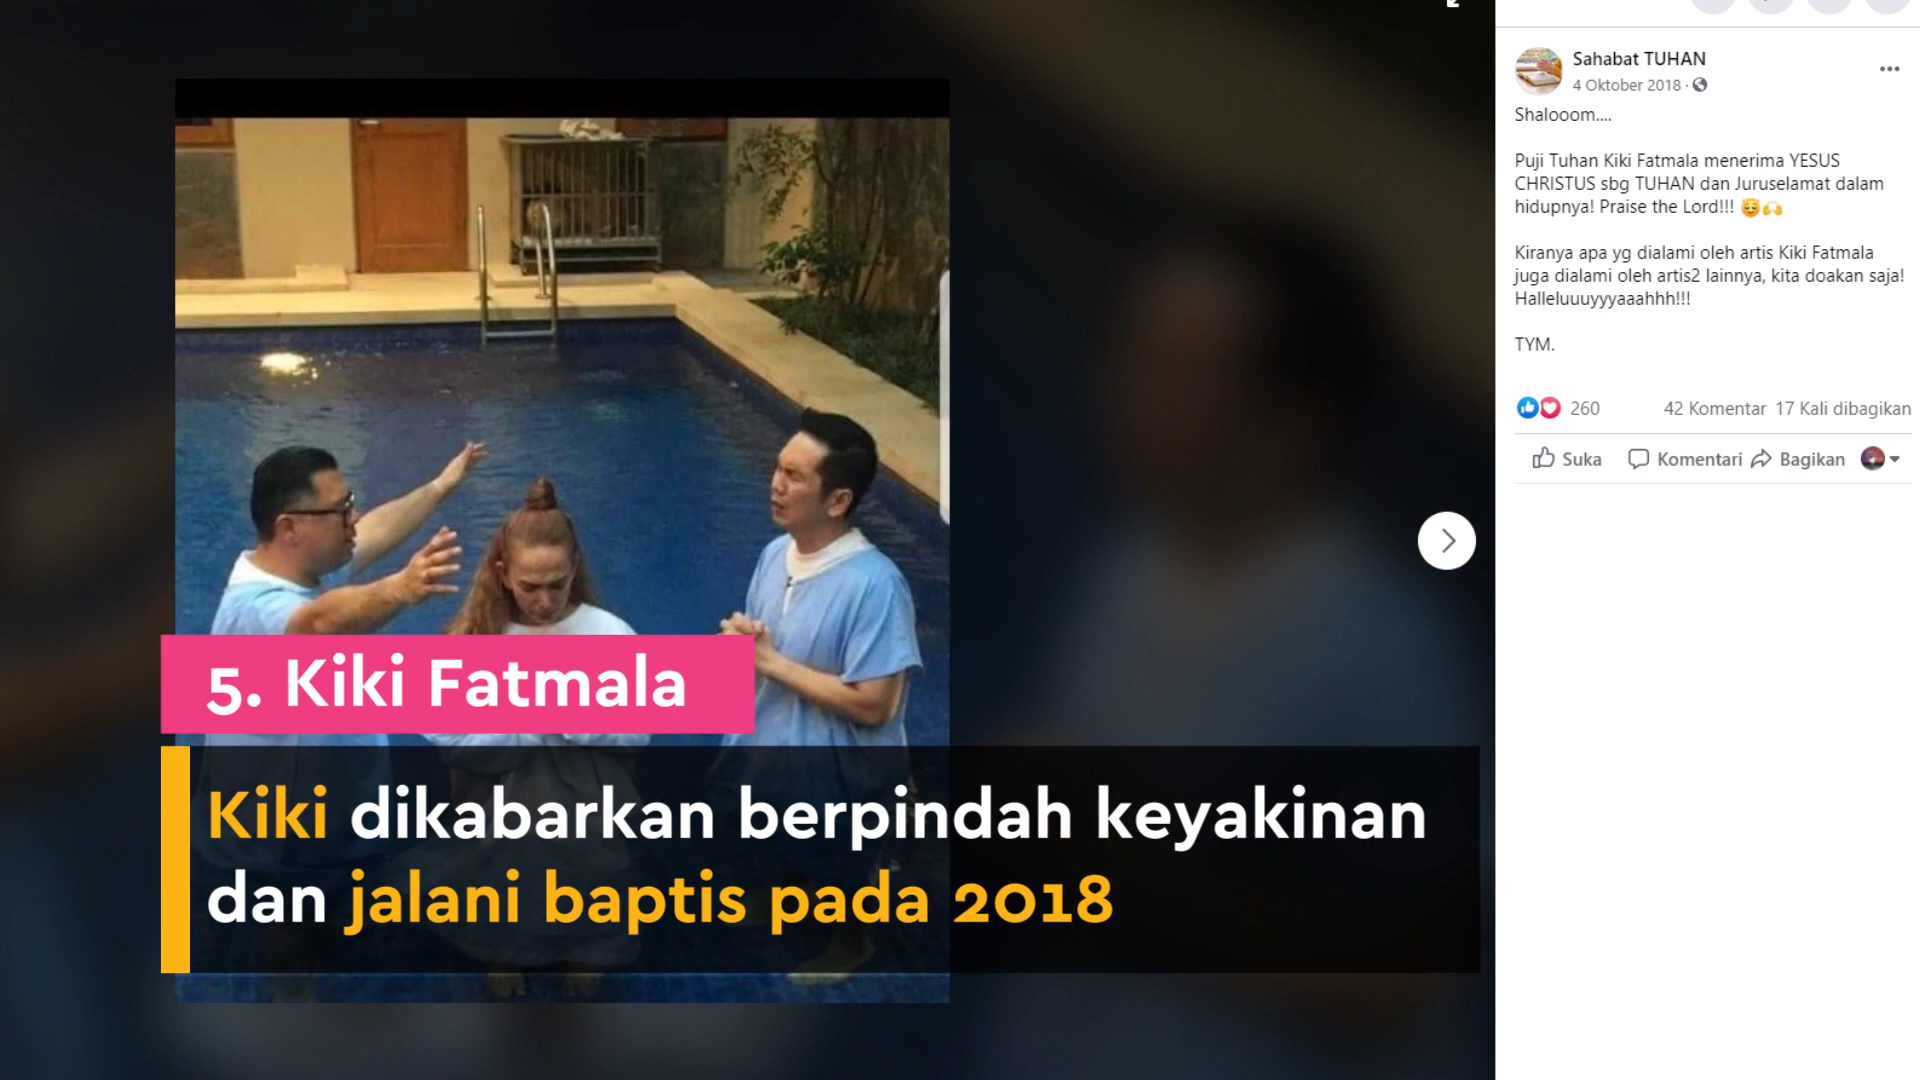 5. Kiki Fatmala
Kiki dikabarkan berpindah keyakinan
dan jalani baptis pada 2018
Sahabat TUHAN
4 Oktober 2018 ·
Shalooom....
Puji Tuhan Kiki Fatmala menerima YESUS
CHRISTUS sbg TUHAN dan Juruselamat dalam
hidupnya! Praise the Lord!!! 😇🙌
Kiranya apa yg dialami oleh artis Kiki Fatmala
juga dialami oleh artis2 lainnya, kita doakan saja!
Halleluuuyyyaaahhh!!!
TYM.
260 42 Komentar 17 Kali dibagikan
Suka Komentari Bagikan